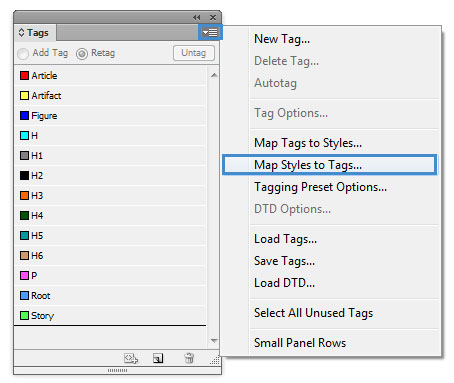 Tags
Add Tag
Retag
Untag
Article
Artifact
Figure
H
H1
H2
H3
H4
H5
H6
P
Root
Story
New Tag...
Delete Tag...
Autotag
Tag Options...
Map Tags to Styles...
Map Styles to Tags...
Tagging Preset Options...
DTD Options...
Load Tags...
Save Tags...
Load DTD...
Select All Unused Tags
Small Panel Rows